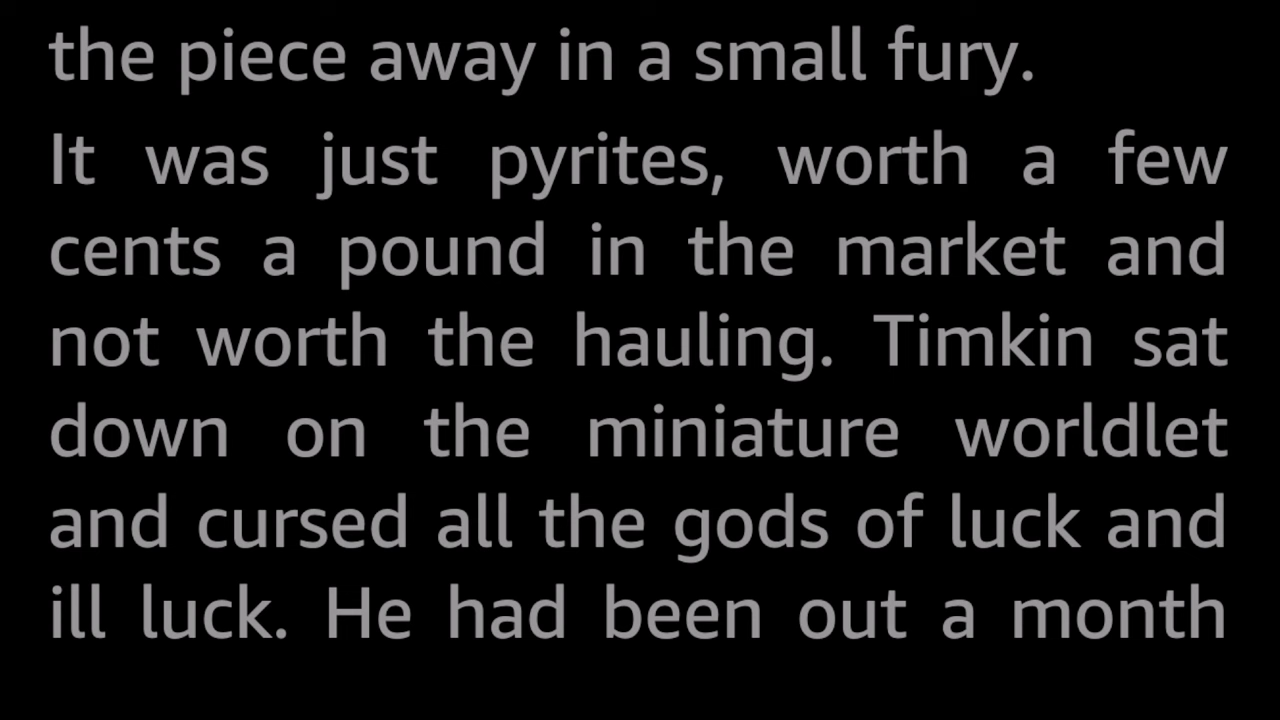 the piece away in a small fury.
It was just pyrites, worth a few
cents a pound in the market and
not worth the hauling. Timkin sat
down on the miniature worldlet
and cursed all the gods of luck and
ill luck. He had been out a month